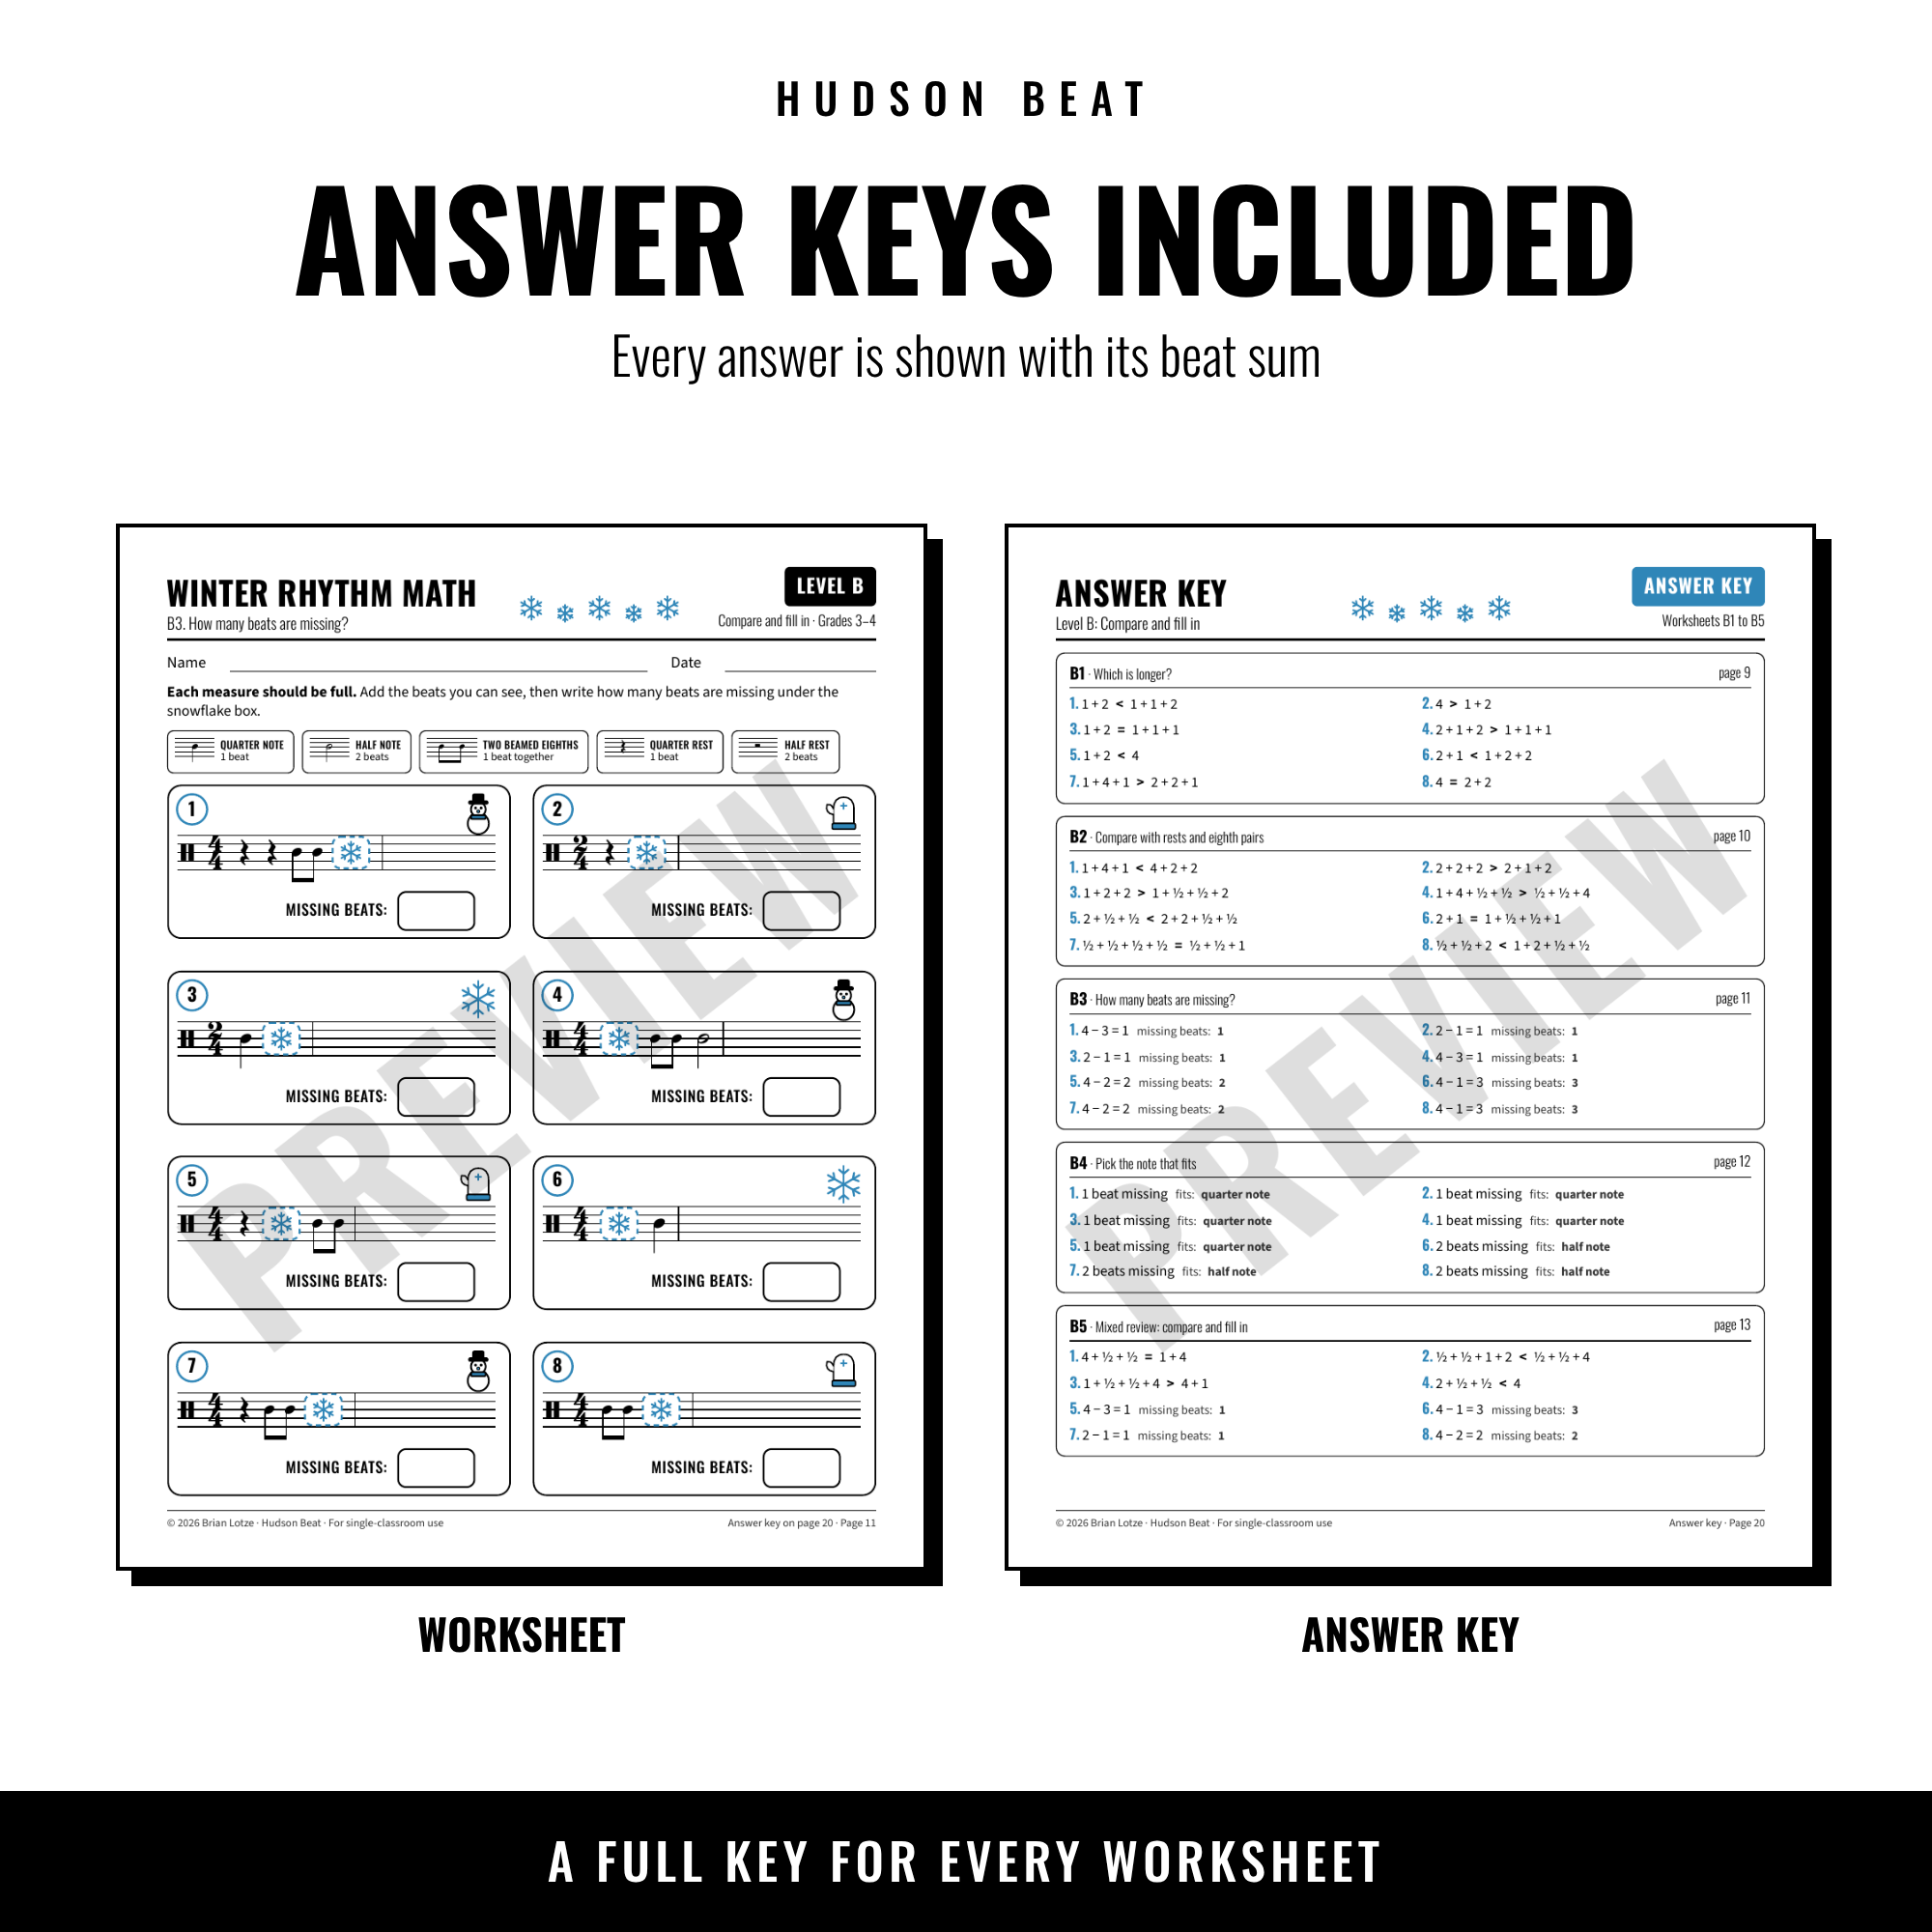 HUDSON BEAT
ANSWER KEYS INCLUDED
Every answer is shown with its beat sum
WINTER RHYTHM MATH
LEVEL B
B3. How many beats are missing?
Compare and fill in · Grades 3–4
Name
Date
Each measure should be full. Add the beats you can see, then write how many beats are missing under the
snowflake box.
QUARTER NOTE
1 beat
HALF NOTE
2 beats
TWO BEAMED EIGHTHS
1 beat together
QUARTER REST
1 beat
HALF REST
2 beats
1
4
4
MISSING BEATS:
2
2
4
MISSING BEATS:
3
2
4
MISSING BEATS:
4
4
4
MISSING BEATS:
5
4
4
MISSING BEATS:
6
4
4
MISSING BEATS:
7
4
4
MISSING BEATS:
8
4
4
MISSING BEATS:
© 2026 Brian Lotze · Hudson Beat · For single-classroom use
Answer key on page 20 · Page 11
PREVIEW
WORKSHEET
ANSWER KEY
ANSWER KEY
Level B: Compare and fill in
Worksheets B1 to B5
B1 · Which is longer?
page 9
1. 1 + 2 < 1 + 1 + 2
2. 4 > 1 + 2
3. 1 + 2 = 1 + 1 + 1
4. 2 + 1 + 2 > 1 + 1 + 1
5. 1 + 2 < 4
6. 2 + 1 < 1 + 2 + 2
7. 1 + 4 + 1 > 2 + 2 + 1
8. 4 = 2 + 2
B2 · Compare with rests and eighth pairs
page 10
1. 1 + 4 + 1 < 4 + 2 + 2
2. 2 + 2 + 2 > 2 + 1 + 2
3. 1 + 2 + 2 > 1 + ½ + ½ + 2
4. 1 + 4 + ½ + ½ > ½ + ½ + 4
5. 2 + ½ + ½ < 2 + 2 + ½ + ½
6. 2 + 1 = 1 + ½ + ½ + 1
7. ½ + ½ + ½ + ½ = ½ + ½ + 1
8. ½ + ½ + 2 < 1 + 2 + ½ + ½
B3 · How many beats are missing?
page 11
1. 4 − 3 = 1 missing beats: 1
2. 2 − 1 = 1 missing beats: 1
3. 2 − 1 = 1 missing beats: 1
4. 4 − 3 = 1 missing beats: 1
5. 4 − 2 = 2 missing beats: 2
6. 4 − 1 = 3 missing beats: 3
7. 4 − 2 = 2 missing beats: 2
8. 4 − 1 = 3 missing beats: 3
B4 · Pick the note that fits
page 12
1. 1 beat missing fits: quarter note
2. 1 beat missing fits: quarter note
3. 1 beat missing fits: quarter note
4. 1 beat missing fits: quarter note
5. 1 beat missing fits: quarter note
6. 2 beats missing fits: half note
7. 2 beats missing fits: half note
8. 2 beats missing fits: half note
B5 · Mixed review: compare and fill in
page 13
1. 4 + ½ + ½ = 1 + 4
2. ½ + ½ + 1 + 2 < ½ + ½ + 4
3. 1 + ½ + ½ + 4 > 4 + 1
4. 2 + ½ + ½ < 4
5. 4 − 3 = 1 missing beats: 1
6. 4 − 1 = 3 missing beats: 3
7. 2 − 1 = 1 missing beats: 1
8. 4 − 2 = 2 missing beats: 2
© 2026 Brian Lotze · Hudson Beat · For single-classroom use
Answer key · Page 20
PREVIEW
ANSWER KEY
A FULL KEY FOR EVERY WORKSHEET